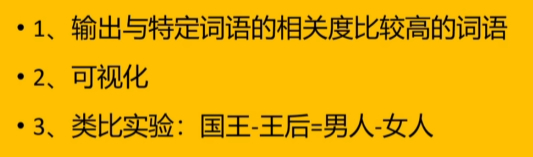 • 1、输出与特定词语的相关度比较高的词语
• 2、可视化
• 3、类比实验：国王-王后=男人-女人